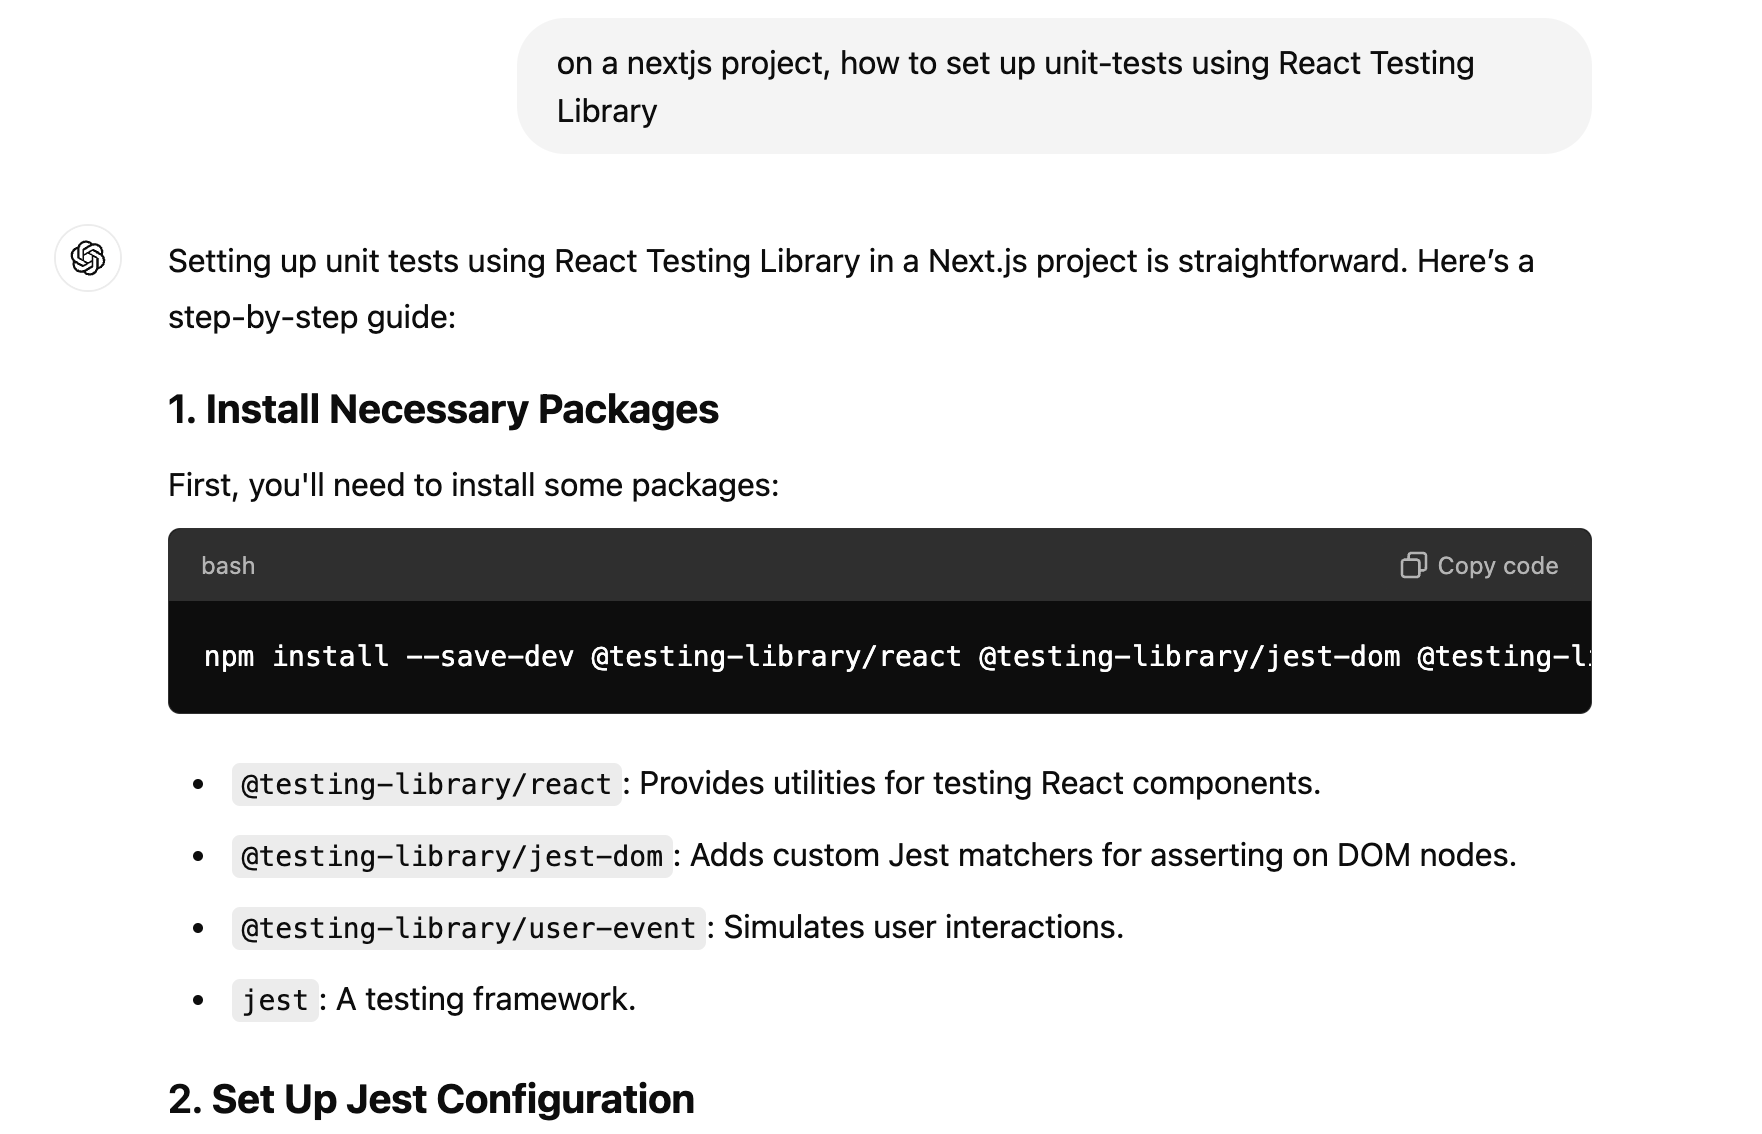 on a nextjs project, how to set up unit-tests using React Testing
Library
Setting up unit tests using React Testing Library in a Next.js project is straightforward. Here’s a
step-by-step guide:
1. Install Necessary Packages
First, you'll need to install some packages:
bash
Copy code
npm install --save-dev @testing-library/react @testing-library/jest-dom @testing-li
@testing-library/react: Provides utilities for testing React components.
@testing-library/jest-dom: Adds custom Jest matchers for asserting on DOM nodes.
@testing-library/user-event: Simulates user interactions.
jest: A testing framework.
2. Set Up Jest Configuration